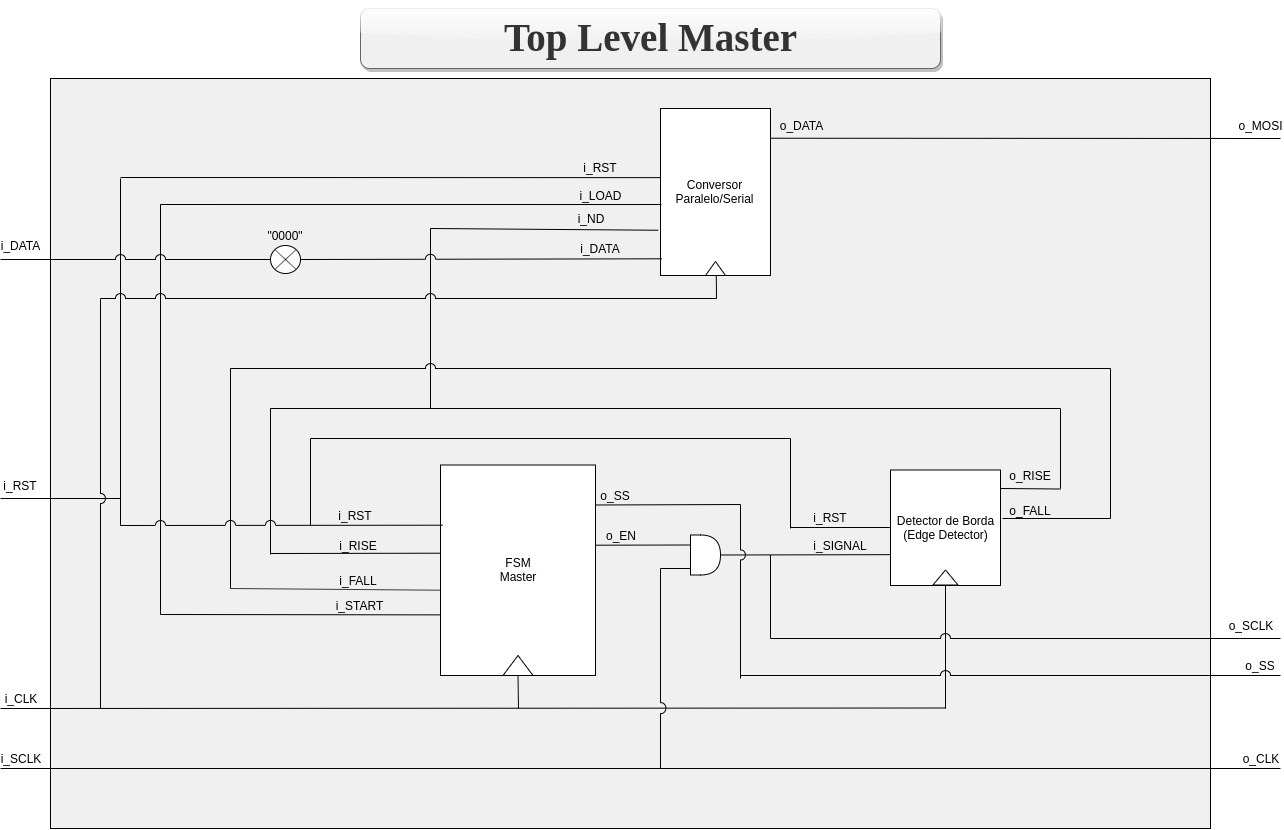 Top Level Master
o_DATA
o_MOSI
i_RST
Conversor
Paralelo/Serial
i_LOAD
i_ND
"0000"
i_DATA
i_DATA
i_RST
o_RISE
o_SS
o_FALL
i_RST
i_RST
Detector de Borda
(Edge Detector)
o_EN
i_RISE
i_SIGNAL
FSM
Master
i_FALL
i_START
o_SCLK
o_SS
i_CLK
i_SCLK
o_CLK